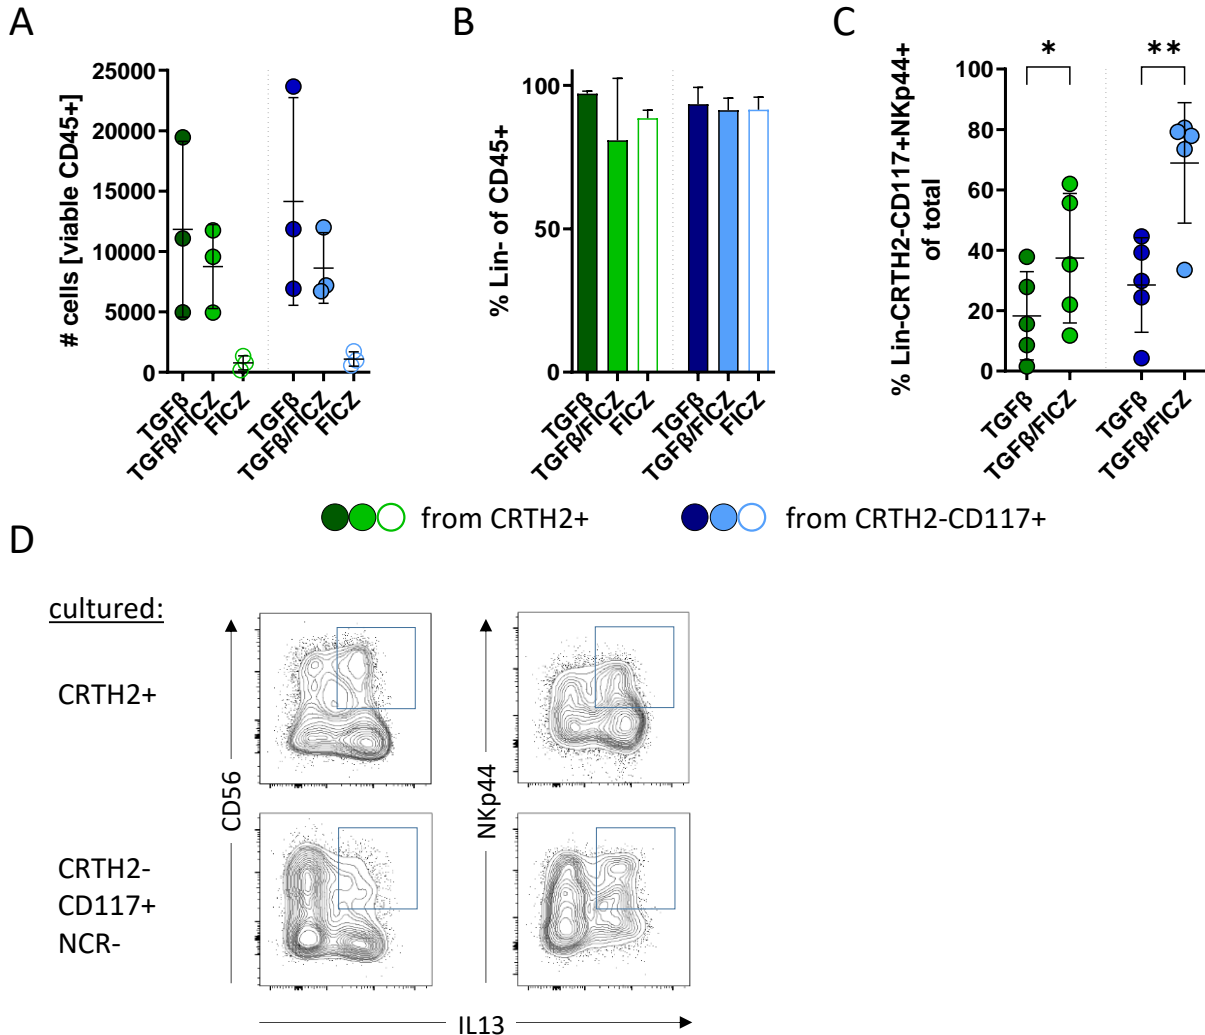 A
# cells [viable CD45+]
25000
20000
15000
10000
5000
0
TGFβ
TGFβ/FICZ
FICZ
TGFβ
TGFβ/FICZ
FICZ
B
% Lin- of CD45+
100
50
0
TGFβ
TGFβ/FICZ
FICZ
TGFβ
TGFβ/FICZ
FICZ
C
% Lin-CRTH2-CD117+NKp44+
of total
* **
100
80
60
40
20
0
TGFβ
TGFβ/FICZ
TGFβ
TGFβ/FICZ
from CRTH2+
from CRTH2-CD117+
D
cultured:
CRTH2+
CRTH2-
CD117+
NCR-
CD56
NKp44
IL13